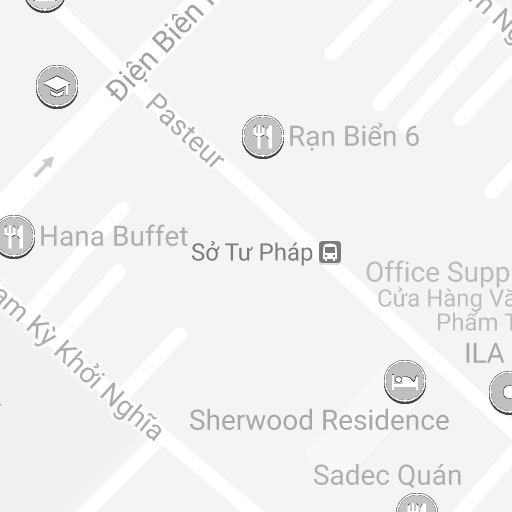 Điện Biên
Pasteur
Rạn Biển 6
Hana Buffet
Sở Tư Pháp
Office Supp
Cửa Hàng Vă
Phẩm T
ILA
Kỳ Khởi Nghĩa
Sherwood Residence
Sadec Quán